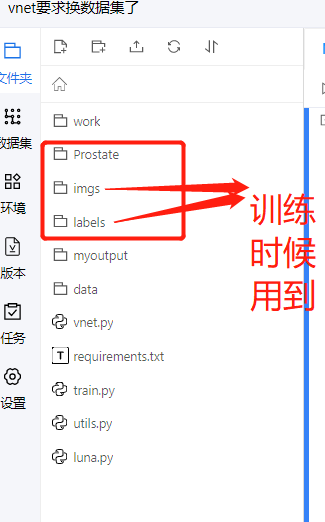 vnet要求换数据集了
文件夹
数据集
环境
版本
任务
设置
work
Prostate
imgs
labels
myoutput
data
vnet.py
T requirements.txt
train.py
utils.py
luna.py
训练
时候
用到